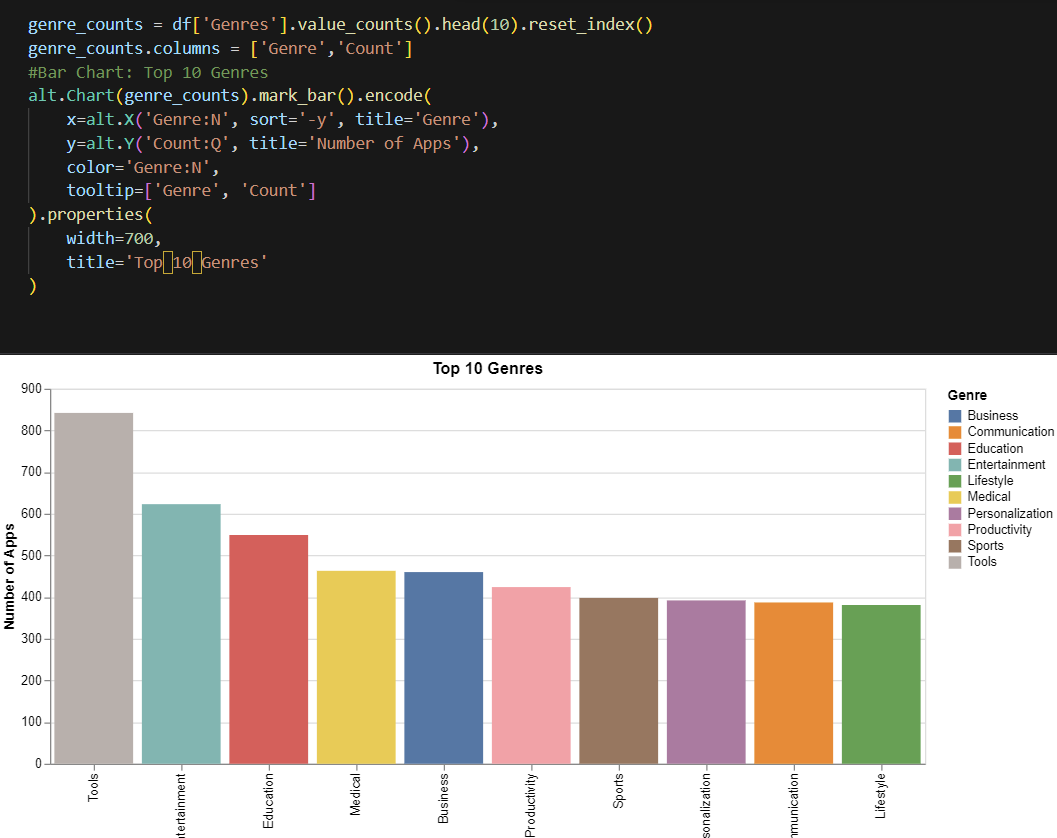 genre_counts = df['Genres'].value_counts().head(10).reset_index()
genre_counts.columns = ['Genre','Count']
#Bar Chart: Top 10 Genres
alt.Chart(genre_counts).mark_bar().encode(
    x=alt.X('Genre:N', sort='-y', title='Genre'),
    y=alt.Y('Count:Q', title='Number of Apps'),
    color='Genre:N',
    tooltip=['Genre', 'Count']
).properties(
    width=700,
    title='Top 10 Genres'
)
Top 10 Genres
Number of Apps
900
800
700
600
500
400
300
200
100
0
Tools
ntertainment
Education
Medical
Business
Productivity
Sports
sonalization
mmunication
Lifestyle
Genre
Business
Communication
Education
Entertainment
Lifestyle
Medical
Personalization
Productivity
Sports
Tools